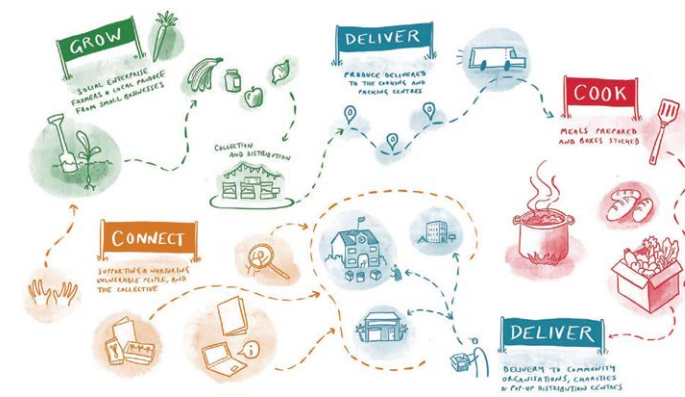 GROW
SOCIAL ENTERPRISE
FARMERS & LOCAL PRODUCE
FROM SMALL BUSINESSES
COLLECTION
AND DISTRIBUTION
DELIVER
PRODUCE DELIVERED
TO THE COOKING AND
PACKING CENTRES
COOK
MEALS PREPARED
AND BOXES STOCKED
DELIVER
DELIVERY TO COMMUNITY
ORGANISATIONS, CHARITIES
& POP-UP DISTRIBUTION CENTRES
CONNECT
SUPPORTING & NURTURING
VULNERABLE PEOPLE, AND
THE COLLECTIVE
i